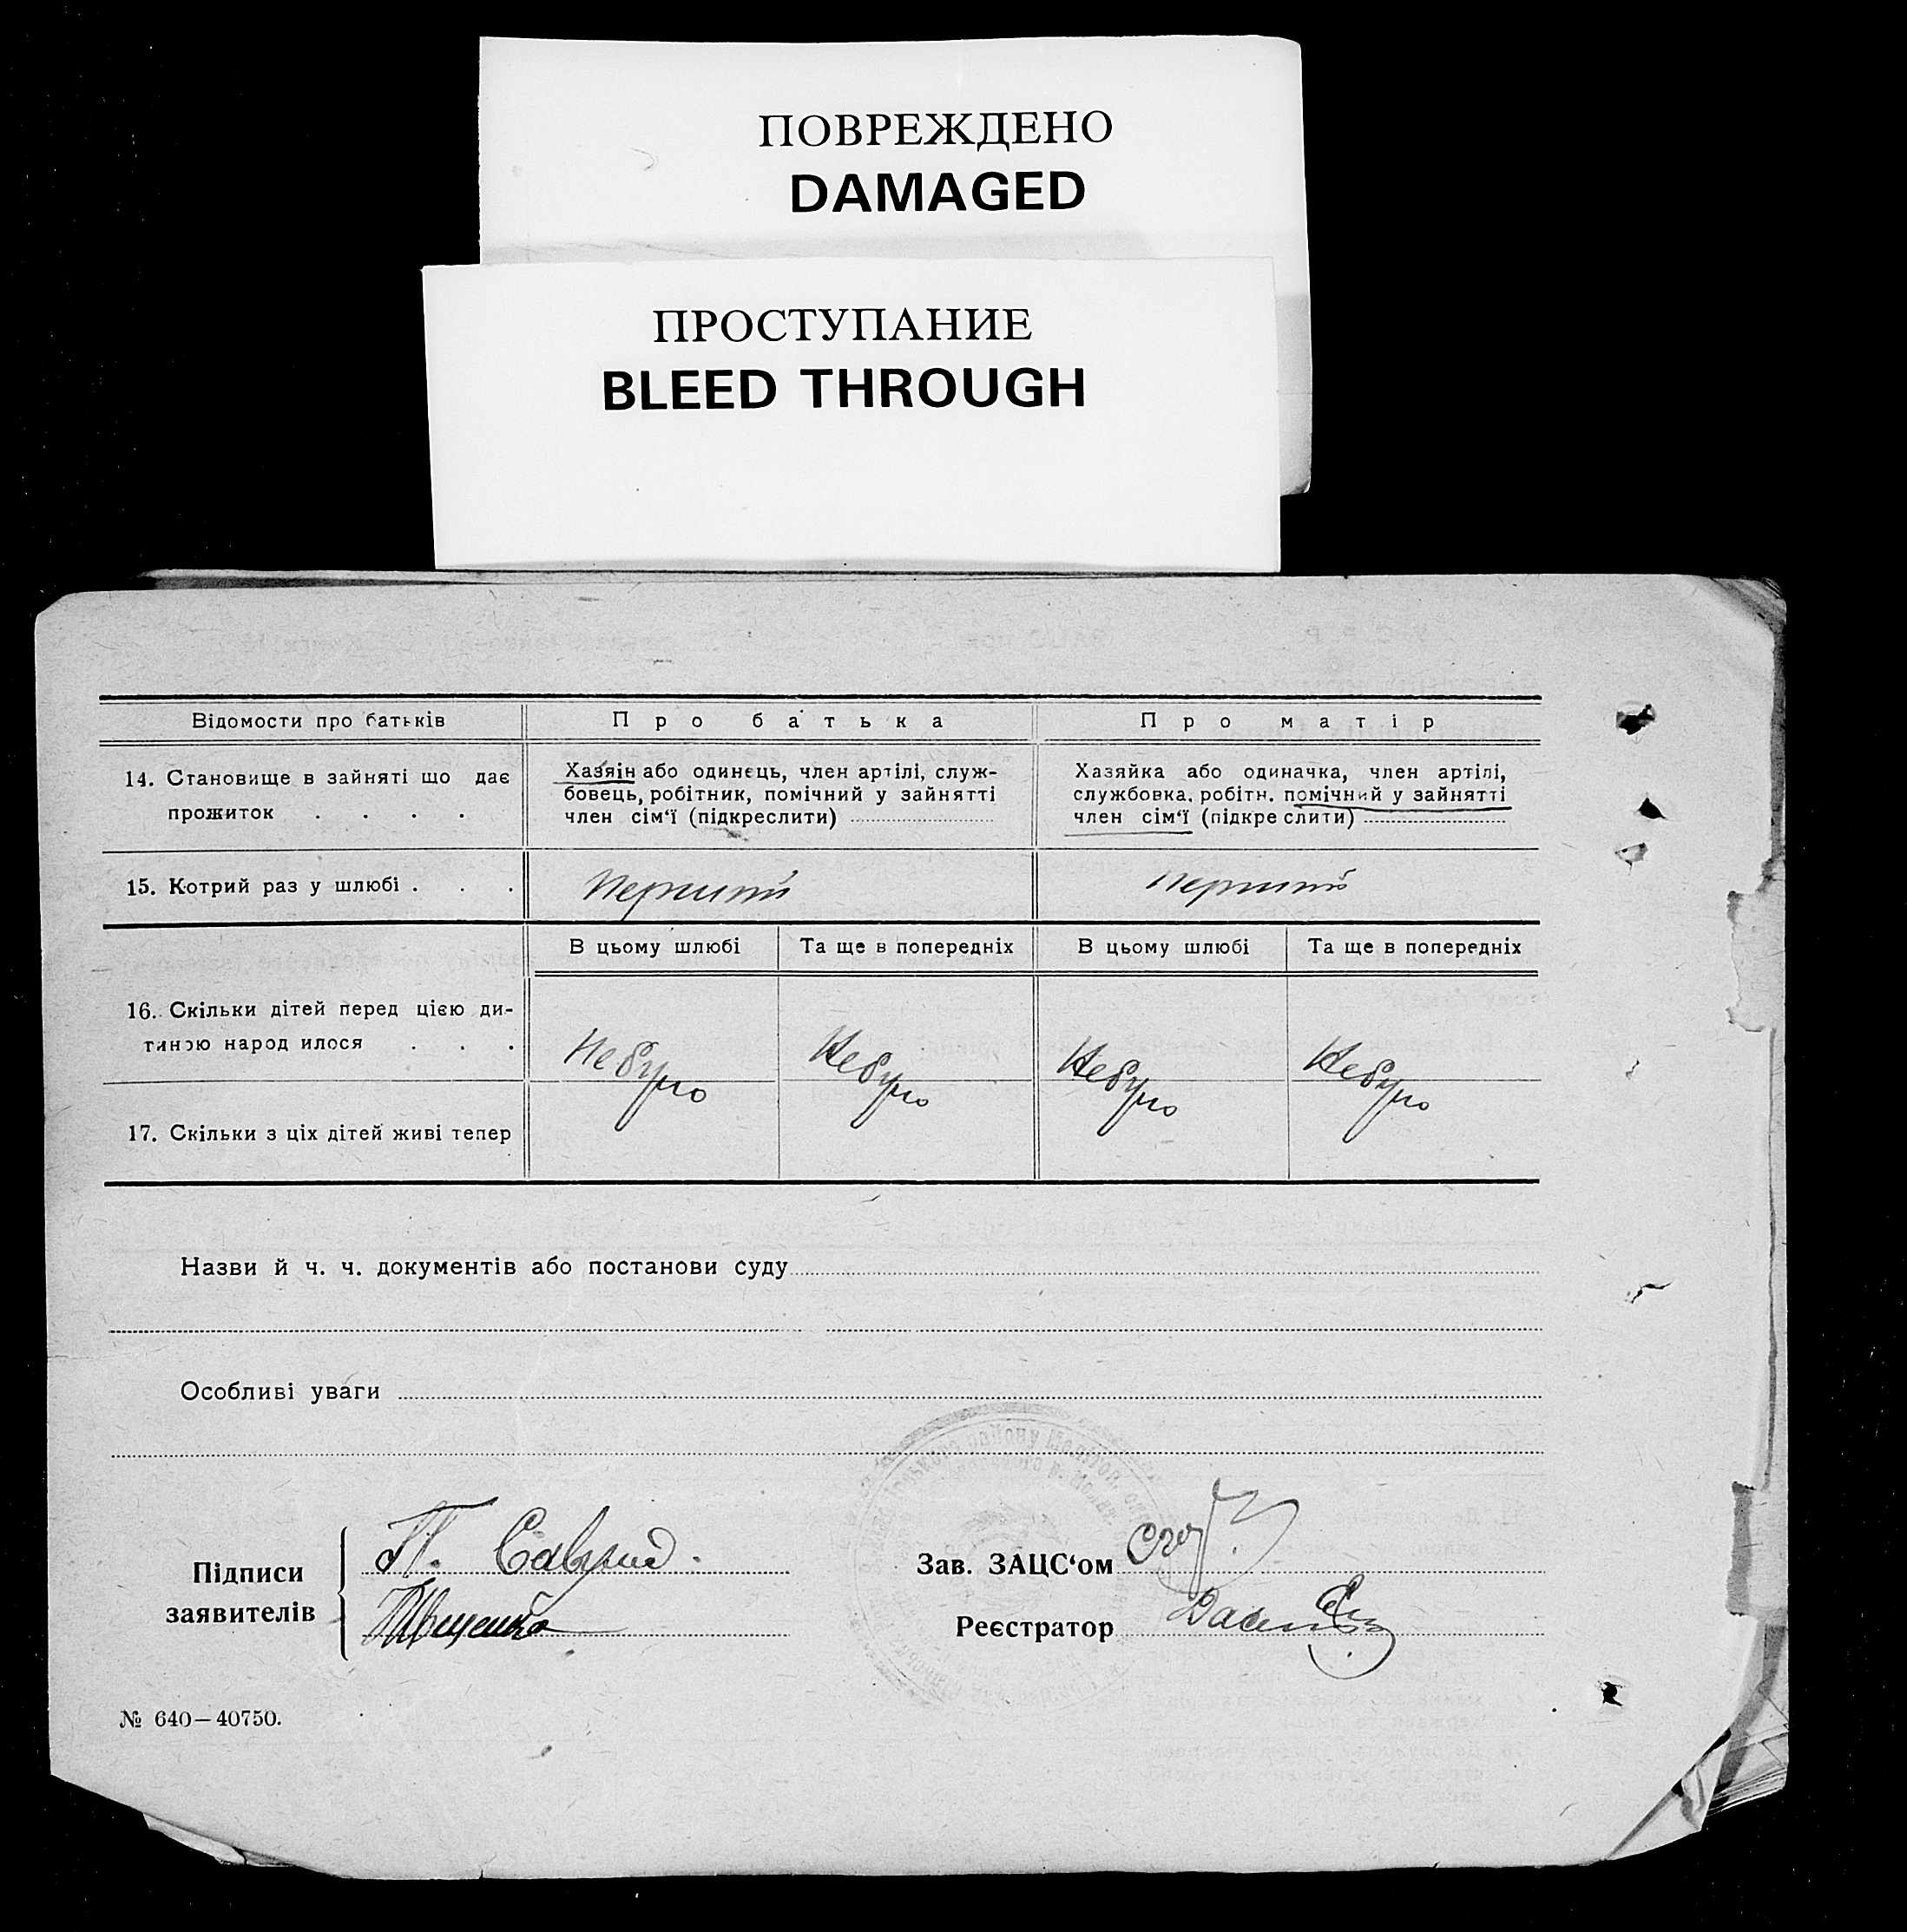 ПОВРЕЖДЕНО
DAMAGED
ПРОСТУПАНИЕ
BLEED THROUGH
Відомости про батьків
Про батька
Про матір
14. Становище в зайняті що дає
прожиток . . . .
Хазяін або одинець, член артілі, служ-
бовець, робітник, помічний у зайнятті
член сім‘ї (підкреслити)
Хазяйка або одиначка, член артілі,
службовка, робітн. помічний у зайнятті
член сім‘ї (підкреслити)
15. Котрий раз у шлюбі . . .
Перший
перший
В цьому шлюбі
Та ще в попередніх
В цьому шлюбі
Та ще в попередніх
16. Скільки дітей перед цією ди-
тиною народилося . . .
Небуло
Небуло
Небуло
Небуло
17. Скільки з ціх дітей живі тепер
Назви й ч. ч. документів або постанови суду
Особливі уваги
Підписи
заявителів
П.
Зав. ЗАЦС‘ом
Реєстратор
№ 640—40750.